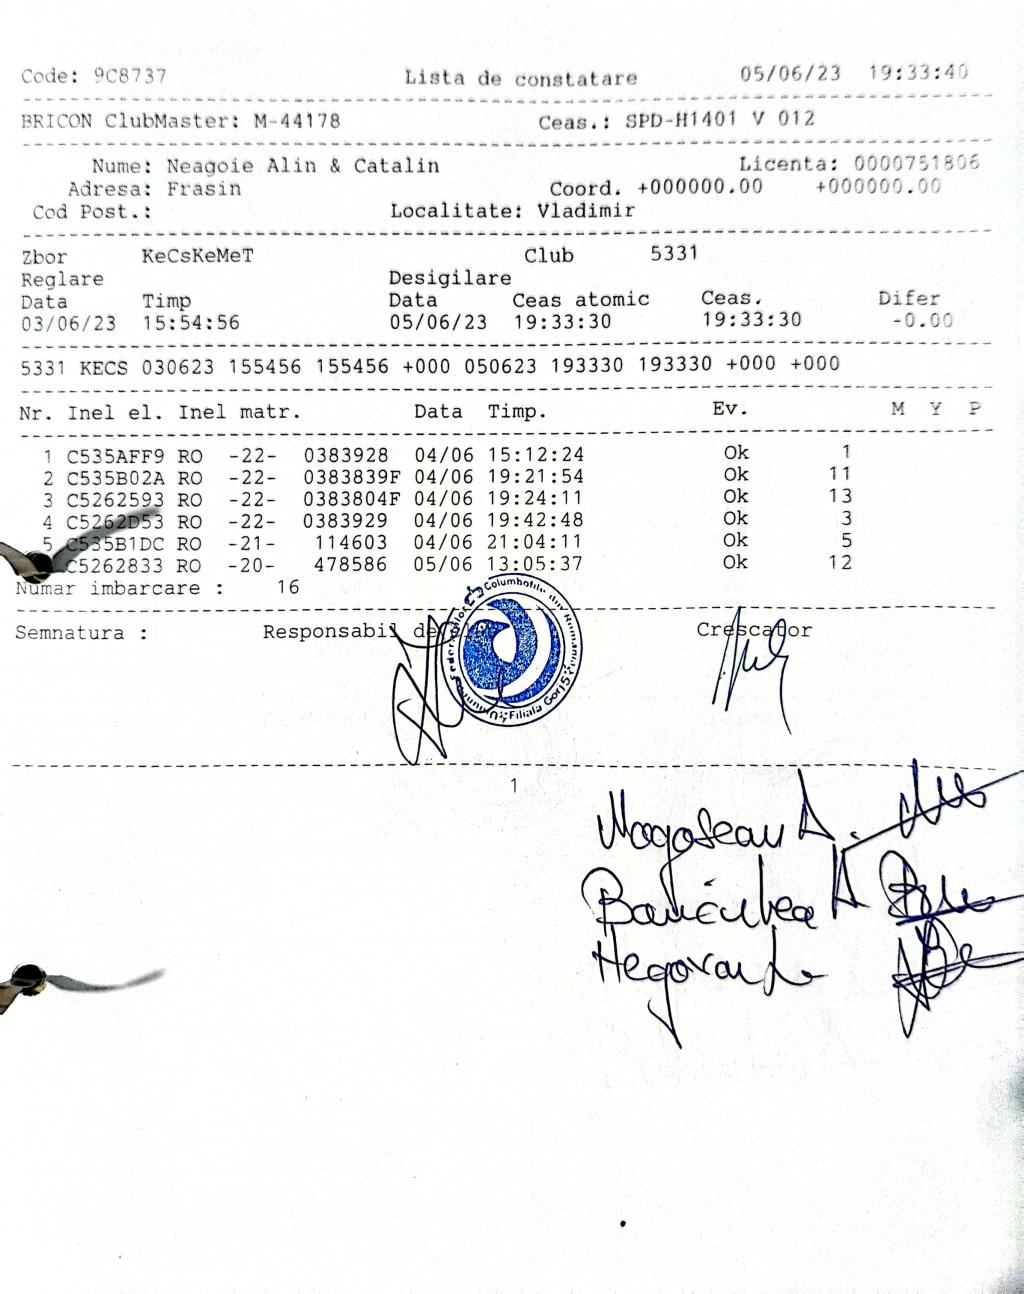 Code: 9C8737 Lista de constatare 05/06/23 19:33:40
BRICON ClubMaster: M-44178 Ceas.: SPD-H1401 V 012
Nume: Neagoie Alin & Catalin Licenta: 0000751806
Adresa: Frasin Coord. +000000.00 +000000.00
Cod Post.: Localitate: Vladimir
Zbor KeCsKeMeT Club 5331
Reglare Desigilare
Data Timp Data Ceas atomic Ceas. Difer
03/06/23 15:54:56 05/06/23 19:33:30 19:33:30 -0.00
5331 KECS 030623 155456 155456 +000 050623 193330 193330 +000 +000
Nr. Inel el. Inel matr. Data Timp. Ev. M Y P
1 C535AFF9 RO -22- 0383928 04/06 15:12:24 Ok 1
2 C535B02A RO -22- 0383839F 04/06 19:21:54 Ok 11
3 C5262593 RO -22- 0383804F 04/06 19:24:11 Ok 13
4 C5262D53 RO -22- 0383929 04/06 19:42:48 Ok 3
5 C535B1DC RO -21- 114603 04/06 21:04:11 Ok 5
C5262833 RO -20- 478586 05/06 13:05:37 Ok 12
Numar imbarcare : 16
Semnatura : Responsabil de Crescator
Columbofile din Romania
Filiala Gorj
1